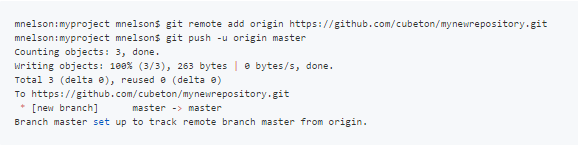 mnelson:myproject mnelson$ git remote add origin https://github.com/cubeton/mynewrepository.git
mnelson:myproject mnelson$ git push -u origin master
Counting objects: 3, done.
Writing objects: 100% (3/3), 263 bytes | 0 bytes/s, done.
Total 3 (delta 0), reused 0 (delta 0)
To https://github.com/cubeton/mynewrepository.git
 * [new branch]      master -> master
Branch master set up to track remote branch master from origin.